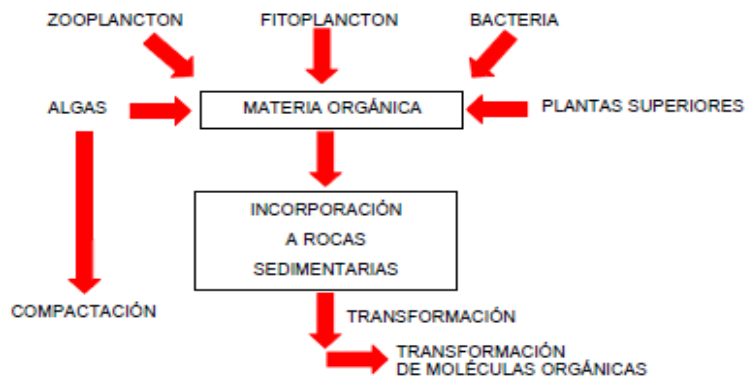 ZOOPLANCTON
FITOPLANCTON
BACTERIA
ALGAS
MATERIA ORGÁNICA
PLANTAS SUPERIORES
INCORPORACIÓN
A ROCAS
SEDIMENTARIAS
COMPACTACIÓN
TRANSFORMACIÓN
TRANSFORMACIÓN
DE MOLÉCULAS ORGÁNICAS